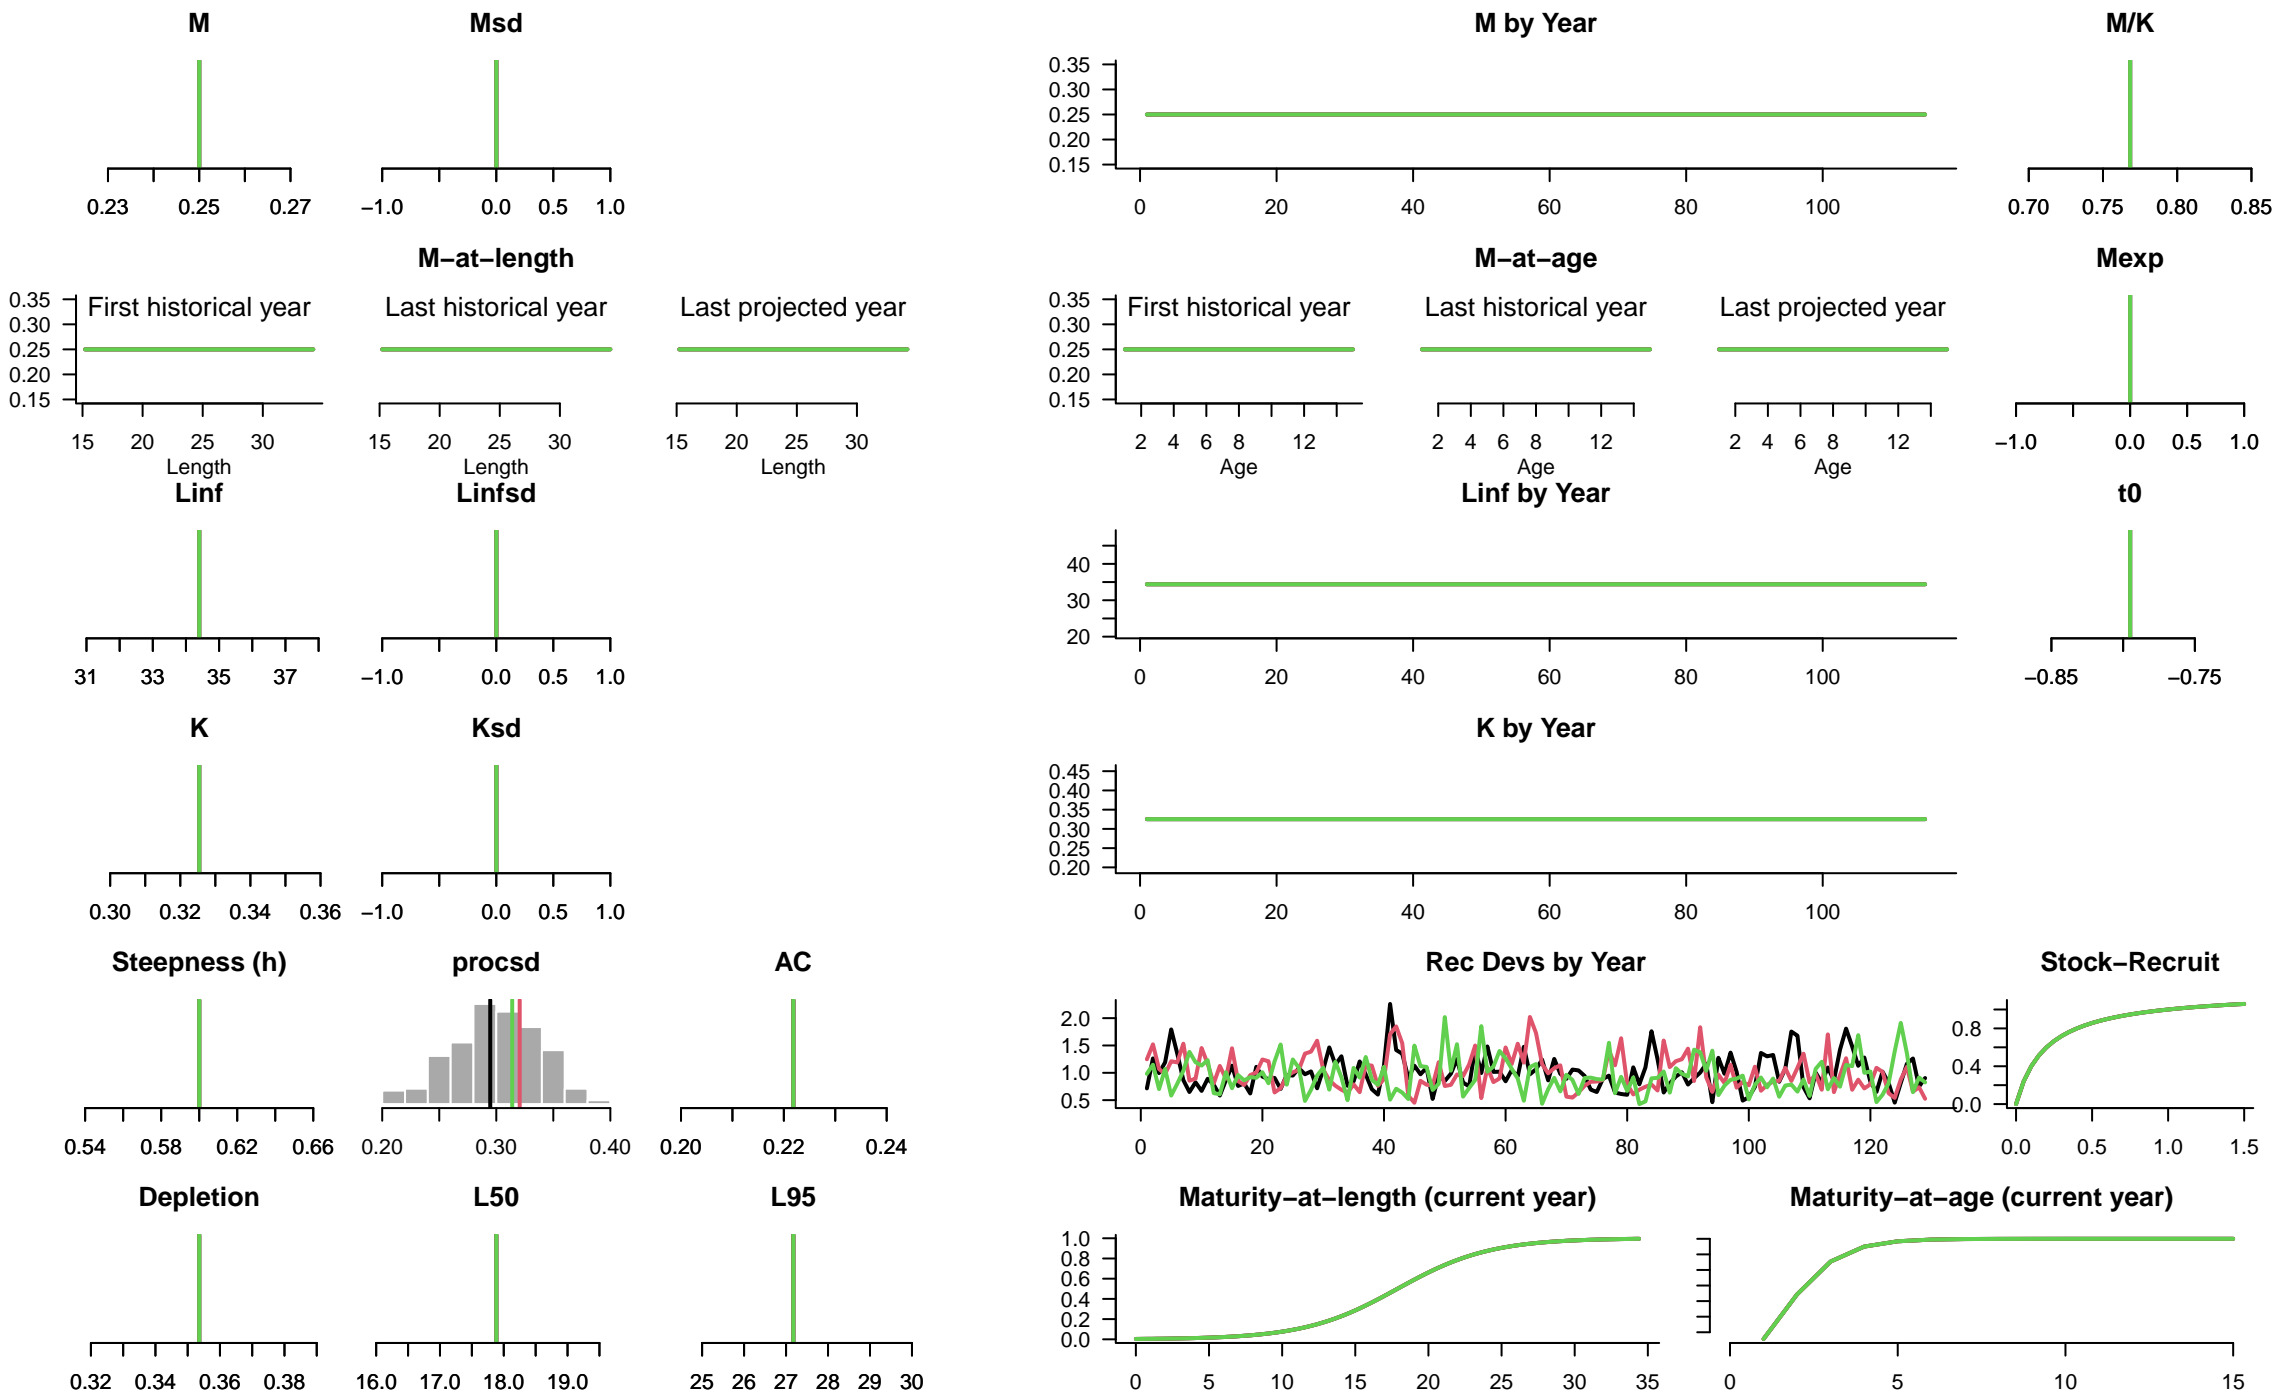 M Msd M by Year M/K
0.35
0.30
0.25
0.20
0.15
0.23 0.25 0.27 −1.0 0.0 0.5 1.0 0 20 40 60 80 100 0.70 0.75 0.80 0.85
M−at−length M−at−age Mexp
0.35 First historical year Last historical year Last projected year 0.35 First historical year Last historical year Last projected year
0.30 0.30
0.25 0.25
0.20 0.20
0.15 0.15
15 20 25 30 15 20 25 30 15 20 25 30 2 4 6 8 12 2 4 6 8 12 2 4 6 8 12 −1.0 0.0 0.5 1.0
Length Length Length Age Age Age
Linf Linfsd Linf by Year t0
40
30
20
31 33 35 37 −1.0 0.0 0.5 1.0 0 20 40 60 80 100 −0.85 −0.75
K Ksd K by Year
0.45
0.40
0.35
0.30
0.25
0.20
0.30 0.32 0.34 0.36 −1.0 0.0 0.5 1.0 0 20 40 60 80 100
Steepness (h) procsd AC Rec Devs by Year Stock−Recruit
2.0 0.8
1.5
1.0 0.4
0.5 0.0
0.54 0.58 0.62 0.66 0.20 0.30 0.40 0.20 0.22 0.24 0 20 40 60 80 100 120 0.0 0.5 1.0 1.5
Depletion L50 L95 Maturity−at−length (current year) Maturity−at−age (current year)
1.0
0.8
0.6
0.4
0.2
0.0
0.32 0.34 0.36 0.38 16.0 17.0 18.0 19.0 25 26 27 28 29 30 0 5 10 15 20 25 30 35 0 5 10 15